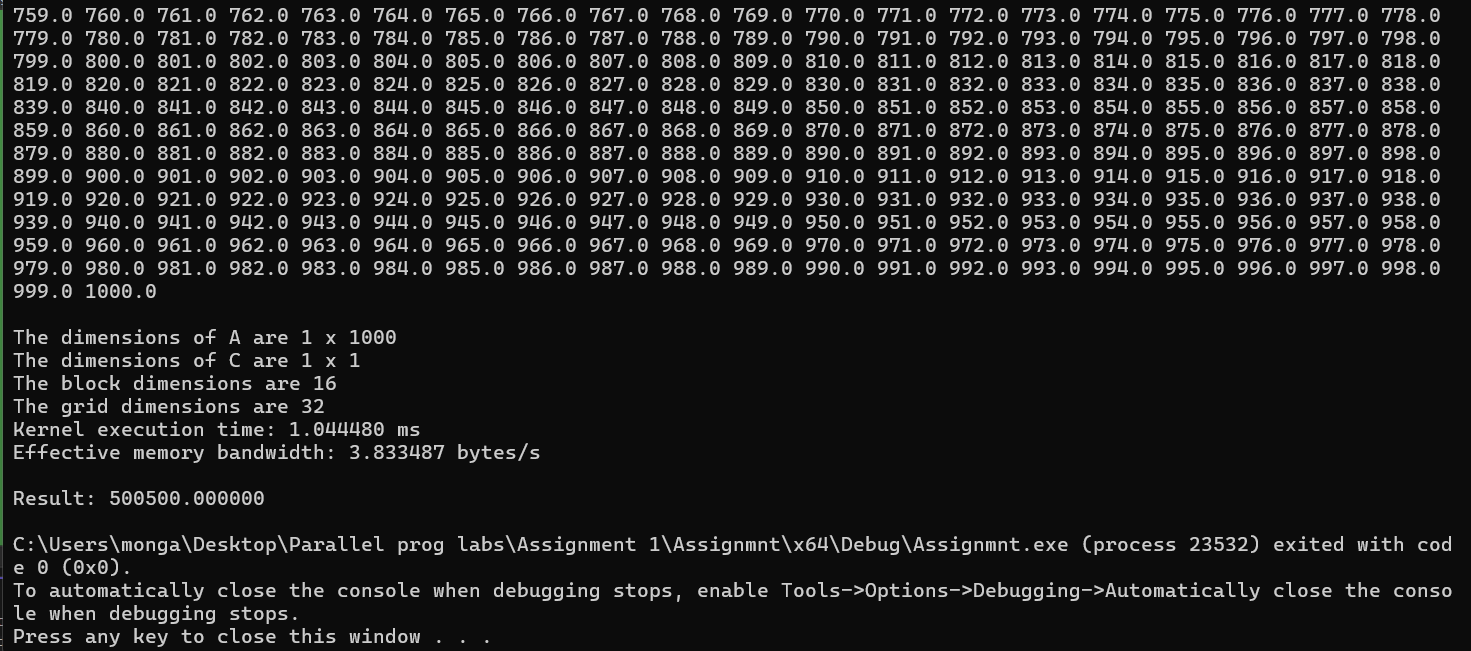 759.0 760.0 761.0 762.0 763.0 764.0 765.0 766.0 767.0 768.0 769.0 770.0 771.0 772.0 773.0 774.0 775.0 776.0 777.0 778.0
779.0 780.0 781.0 782.0 783.0 784.0 785.0 786.0 787.0 788.0 789.0 790.0 791.0 792.0 793.0 794.0 795.0 796.0 797.0 798.0
799.0 800.0 801.0 802.0 803.0 804.0 805.0 806.0 807.0 808.0 809.0 810.0 811.0 812.0 813.0 814.0 815.0 816.0 817.0 818.0
819.0 820.0 821.0 822.0 823.0 824.0 825.0 826.0 827.0 828.0 829.0 830.0 831.0 832.0 833.0 834.0 835.0 836.0 837.0 838.0
839.0 840.0 841.0 842.0 843.0 844.0 845.0 846.0 847.0 848.0 849.0 850.0 851.0 852.0 853.0 854.0 855.0 856.0 857.0 858.0
859.0 860.0 861.0 862.0 863.0 864.0 865.0 866.0 867.0 868.0 869.0 870.0 871.0 872.0 873.0 874.0 875.0 876.0 877.0 878.0
879.0 880.0 881.0 882.0 883.0 884.0 885.0 886.0 887.0 888.0 889.0 890.0 891.0 892.0 893.0 894.0 895.0 896.0 897.0 898.0
899.0 900.0 901.0 902.0 903.0 904.0 905.0 906.0 907.0 908.0 909.0 910.0 911.0 912.0 913.0 914.0 915.0 916.0 917.0 918.0
919.0 920.0 921.0 922.0 923.0 924.0 925.0 926.0 927.0 928.0 929.0 930.0 931.0 932.0 933.0 934.0 935.0 936.0 937.0 938.0
939.0 940.0 941.0 942.0 943.0 944.0 945.0 946.0 947.0 948.0 949.0 950.0 951.0 952.0 953.0 954.0 955.0 956.0 957.0 958.0
959.0 960.0 961.0 962.0 963.0 964.0 965.0 966.0 967.0 968.0 969.0 970.0 971.0 972.0 973.0 974.0 975.0 976.0 977.0 978.0
979.0 980.0 981.0 982.0 983.0 984.0 985.0 986.0 987.0 988.0 989.0 990.0 991.0 992.0 993.0 994.0 995.0 996.0 997.0 998.0
999.0 1000.0
The dimensions of A are 1 x 1000
The dimensions of C are 1 x 1
The block dimensions are 16
The grid dimensions are 32
Kernel execution time: 1.044480 ms
Effective memory bandwidth: 3.833487 bytes/s
Result: 500500.000000
C:\Users\monga\Desktop\Parallel prog labs\Assignment 1\Assignmnt\x64\Debug\Assignmnt.exe (process 23532) exited with cod
e 0 (0x0).
To automatically close the console when debugging stops, enable Tools->Options->Debugging->Automatically close the conso
le when debugging stops.
Press any key to close this window . . .